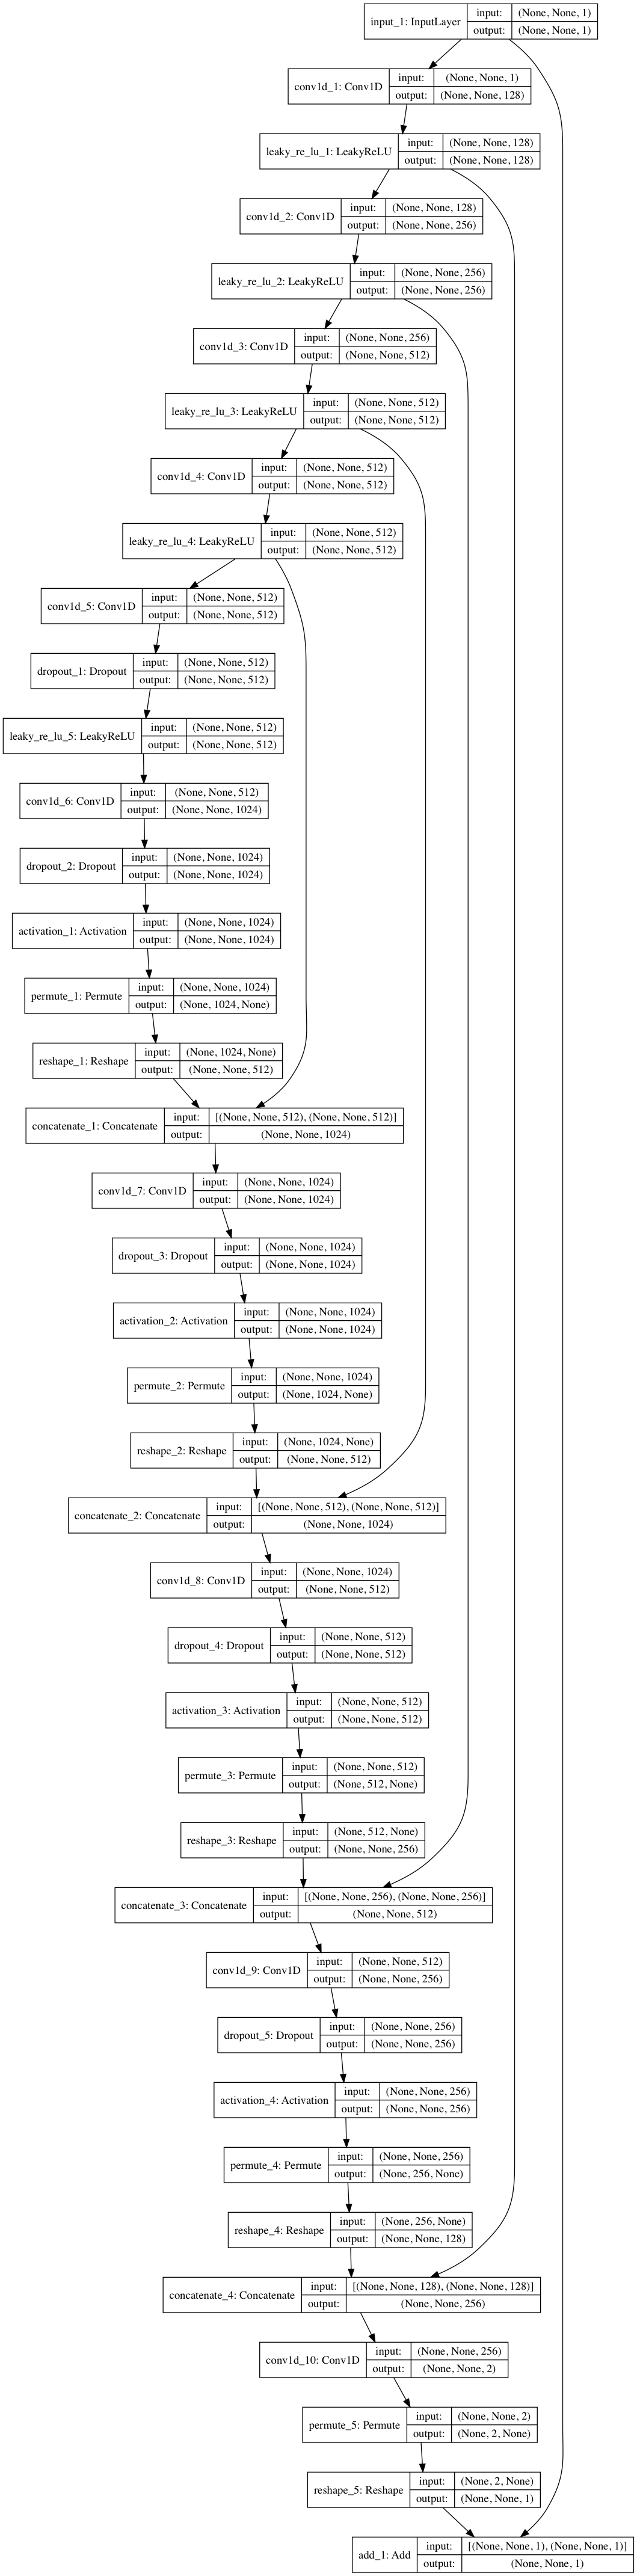 input_1: InputLayer
input: (None, None, 1)
output: (None, None, 1)
conv1d_1: Conv1D
input: (None, None, 1)
output: (None, None, 128)
leaky_re_lu_1: LeakyReLU
input: (None, None, 128)
output: (None, None, 128)
conv1d_2: Conv1D
input: (None, None, 128)
output: (None, None, 256)
leaky_re_lu_2: LeakyReLU
input: (None, None, 256)
output: (None, None, 256)
conv1d_3: Conv1D
input: (None, None, 256)
output: (None, None, 512)
leaky_re_lu_3: LeakyReLU
input: (None, None, 512)
output: (None, None, 512)
conv1d_4: Conv1D
input: (None, None, 512)
output: (None, None, 512)
leaky_re_lu_4: LeakyReLU
input: (None, None, 512)
output: (None, None, 512)
conv1d_5: Conv1D
input: (None, None, 512)
output: (None, None, 512)
dropout_1: Dropout
input: (None, None, 512)
output: (None, None, 512)
leaky_re_lu_5: LeakyReLU
input: (None, None, 512)
output: (None, None, 512)
conv1d_6: Conv1D
input: (None, None, 512)
output: (None, None, 1024)
dropout_2: Dropout
input: (None, None, 1024)
output: (None, None, 1024)
activation_1: Activation
input: (None, None, 1024)
output: (None, None, 1024)
permute_1: Permute
input: (None, None, 1024)
output: (None, 1024, None)
reshape_1: Reshape
input: (None, 1024, None)
output: (None, None, 512)
concatenate_1: Concatenate
input: [(None, None, 512), (None, None, 512)]
output: (None, None, 1024)
conv1d_7: Conv1D
input: (None, None, 1024)
output: (None, None, 1024)
dropout_3: Dropout
input: (None, None, 1024)
output: (None, None, 1024)
activation_2: Activation
input: (None, None, 1024)
output: (None, None, 1024)
permute_2: Permute
input: (None, None, 1024)
output: (None, 1024, None)
reshape_2: Reshape
input: (None, 1024, None)
output: (None, None, 512)
concatenate_2: Concatenate
input: [(None, None, 512), (None, None, 512)]
output: (None, None, 1024)
conv1d_8: Conv1D
input: (None, None, 1024)
output: (None, None, 512)
dropout_4: Dropout
input: (None, None, 512)
output: (None, None, 512)
activation_3: Activation
input: (None, None, 512)
output: (None, None, 512)
permute_3: Permute
input: (None, None, 512)
output: (None, 512, None)
reshape_3: Reshape
input: (None, 512, None)
output: (None, None, 256)
concatenate_3: Concatenate
input: [(None, None, 256), (None, None, 256)]
output: (None, None, 512)
conv1d_9: Conv1D
input: (None, None, 512)
output: (None, None, 256)
dropout_5: Dropout
input: (None, None, 256)
output: (None, None, 256)
activation_4: Activation
input: (None, None, 256)
output: (None, None, 256)
permute_4: Permute
input: (None, None, 256)
output: (None, 256, None)
reshape_4: Reshape
input: (None, 256, None)
output: (None, None, 128)
concatenate_4: Concatenate
input: [(None, None, 128), (None, None, 128)]
output: (None, None, 256)
conv1d_10: Conv1D
input: (None, None, 256)
output: (None, None, 2)
permute_5: Permute
input: (None, None, 2)
output: (None, 2, None)
reshape_5: Reshape
input: (None, 2, None)
output: (None, None, 1)
add_1: Add
input: [(None, None, 1), (None, None, 1)]
output: (None, None, 1)